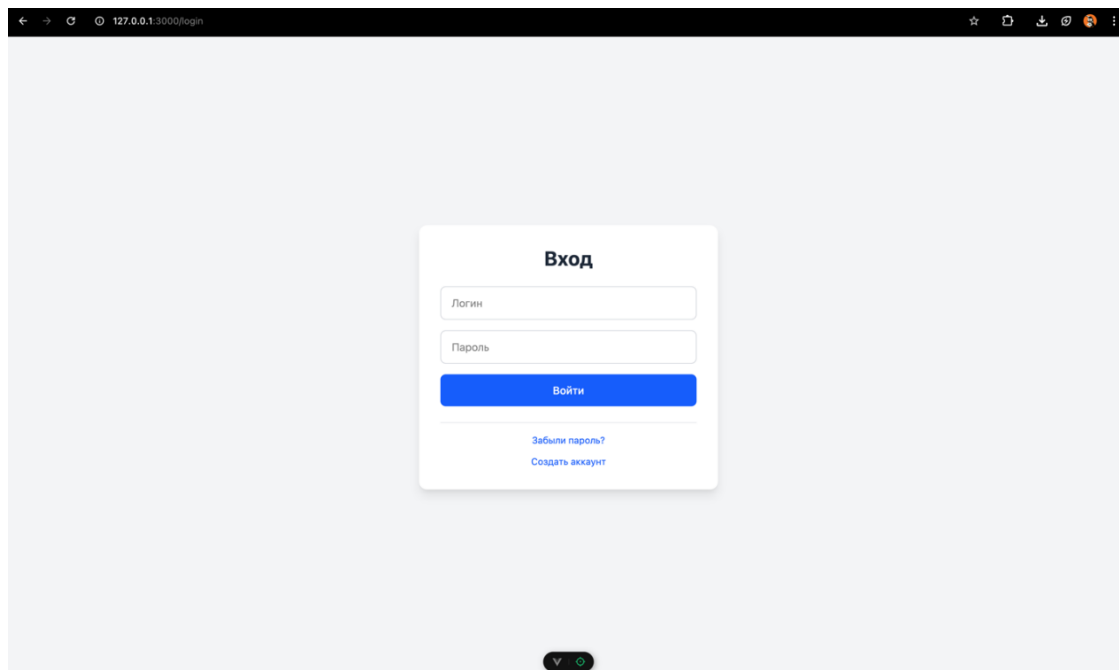 127.0.0.1:3000/login
Вход
Логин
Пароль
Войти
Забыли пароль?
Создать аккаунт